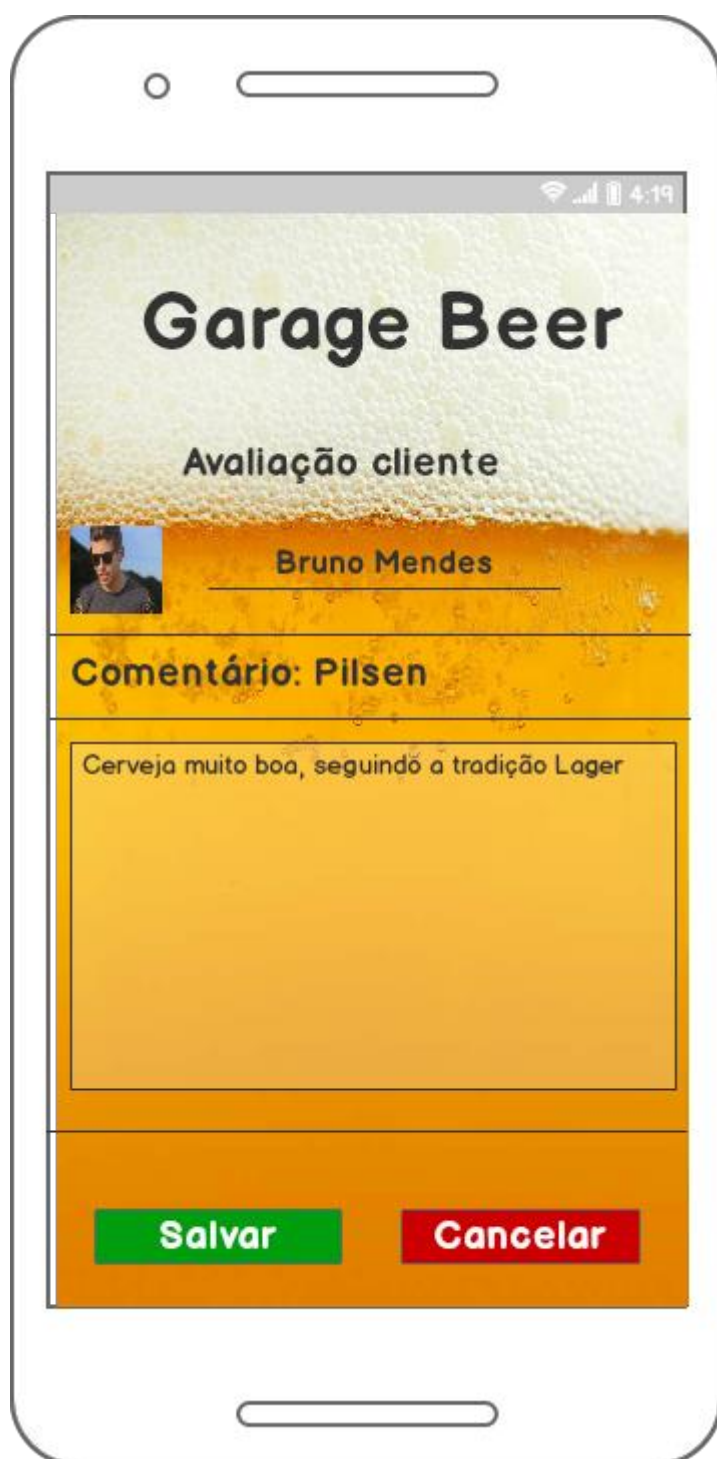 4:19
Garage Beer
Avaliação cliente
Bruno Mendes
Comentário: Pilsen
Cerveja muito boa, seguindo a tradição Lager
Salvar
Cancelar